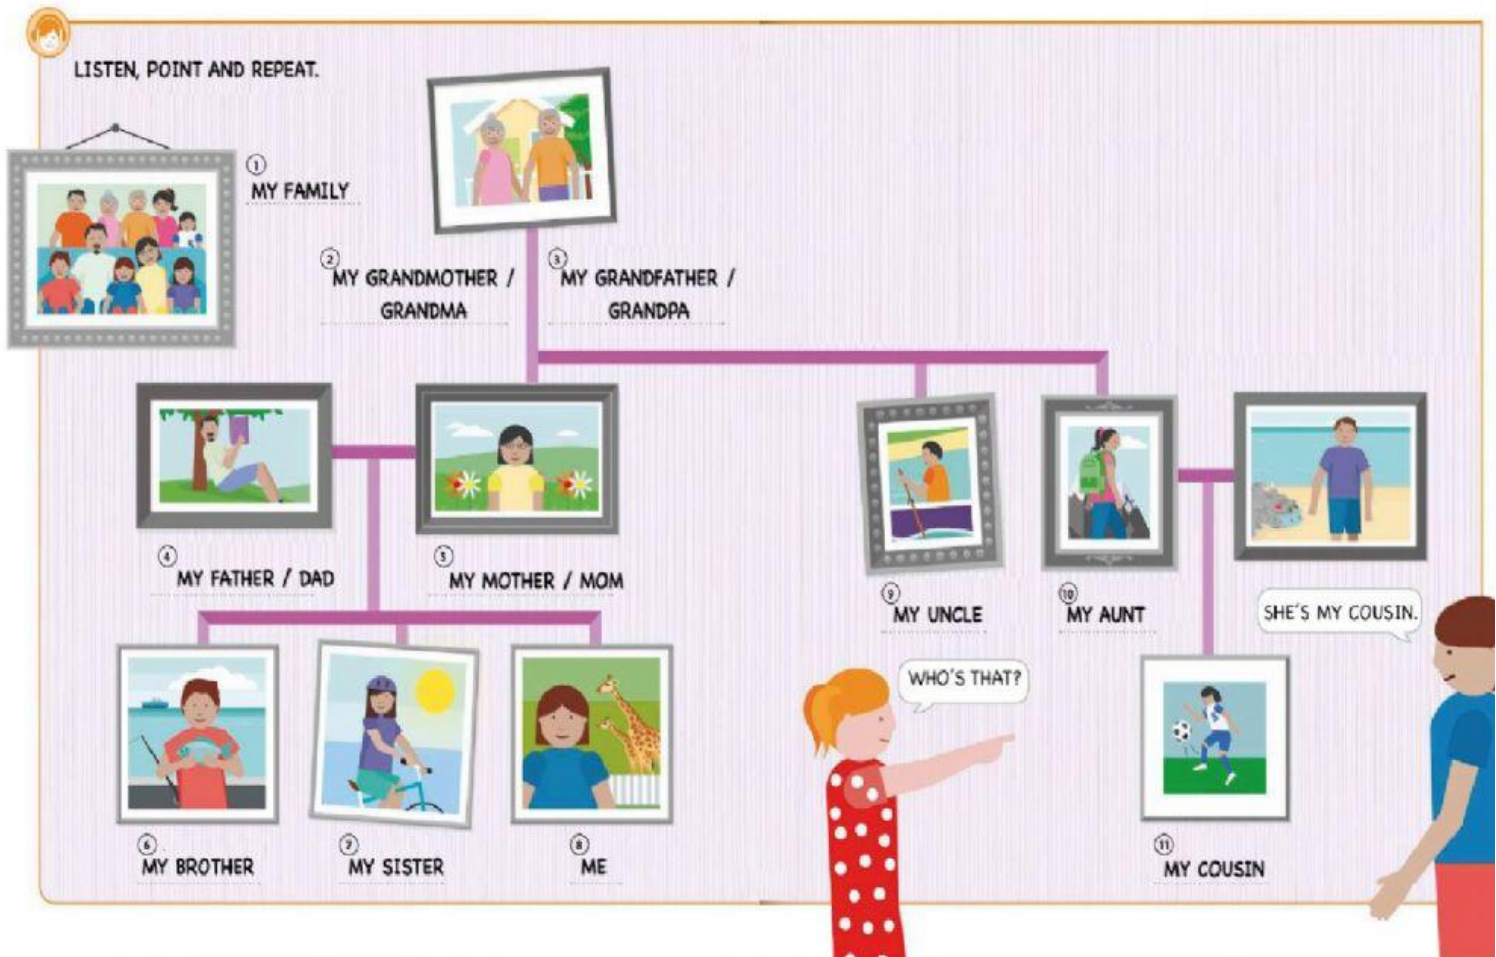 LISTEN, POINT AND REPEAT.
1
MY FAMILY
2
MY GRANDMOTHER /
GRANDMA
3
MY GRANDFATHER /
GRANDPA
4
MY FATHER / DAD
5
MY MOTHER / MOM
9
MY UNCLE
10
MY AUNT
SHE'S MY COUSIN.
WHO'S THAT?
6
MY BROTHER
7
MY SISTER
8
ME
11
MY COUSIN